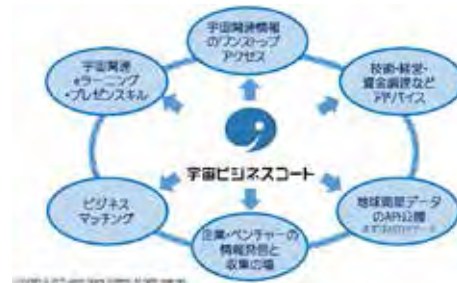 宇宙関連情報
のワンストップ
アクセス
宇宙関連
eラーニング
・プレゼンスキル
技術・経営・
資金調達など
アドバイス
宇宙ビジネスコート
ビジネス
マッチング
地球衛星データ
のAPI公開
企業・ベンチャーの
情報発信と
収集の場